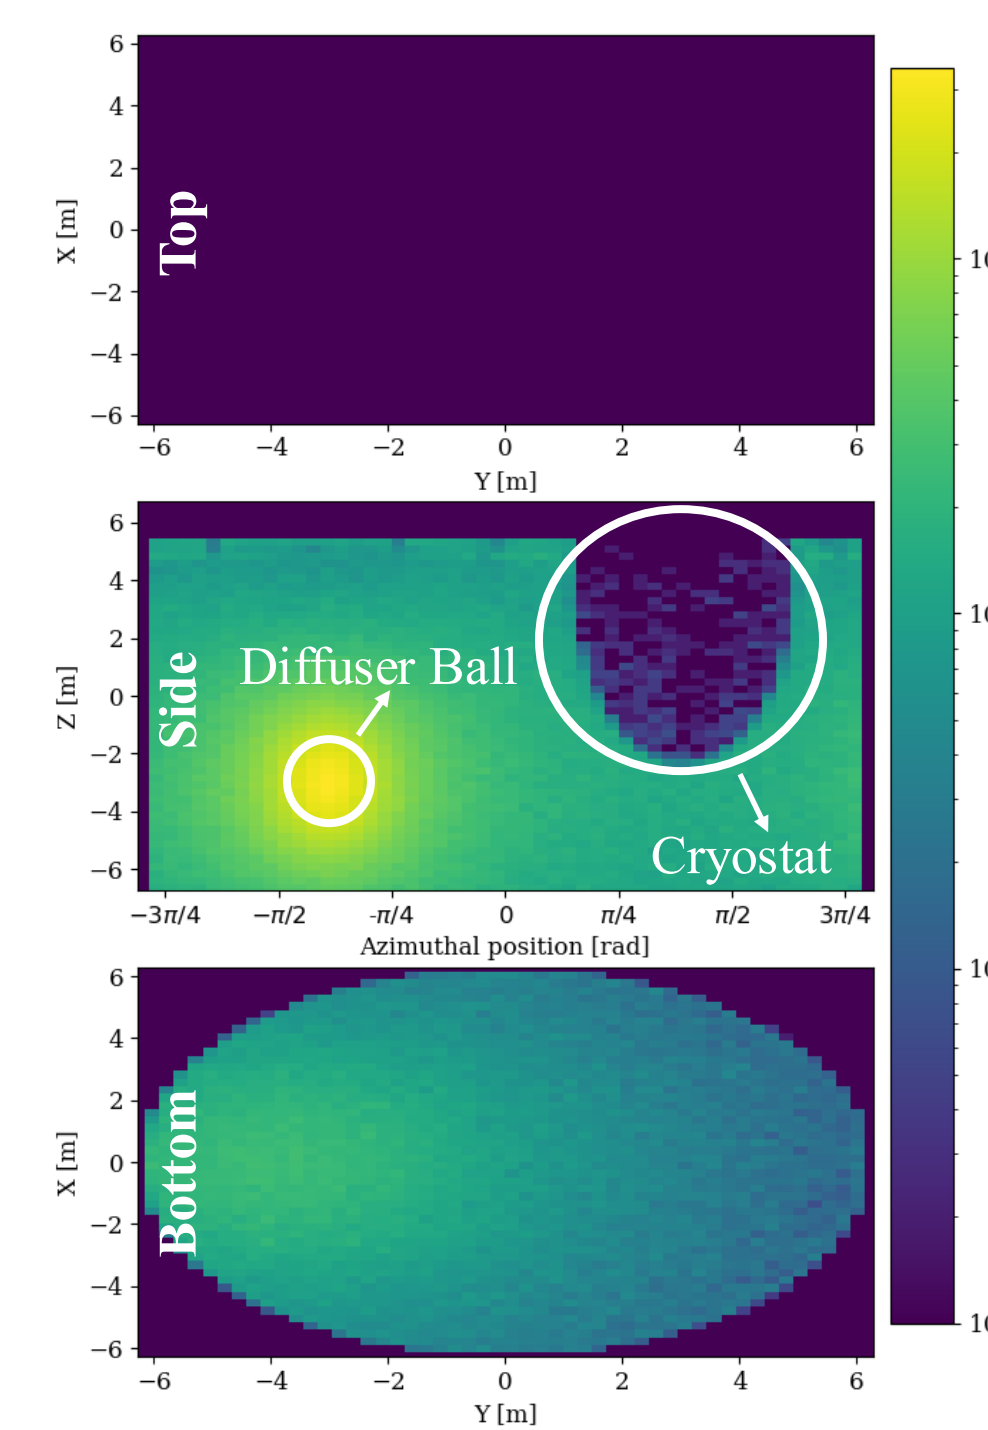 6
4
2
0
−2
−4
−6
X [m]
Top
−6 −4 −2 0 2 4 6
Y [m]
6
4
2
0
−2
−4
−6
Z [m]
Side
Diffuser Ball
Cryostat
−3π/4 −π/2 -π/4 0 π/4 π/2 3π/4
Azimuthal position [rad]
6
4
2
0
−2
−4
−6
X [m]
Bottom
−6 −4 −2 0 2 4 6
Y [m]